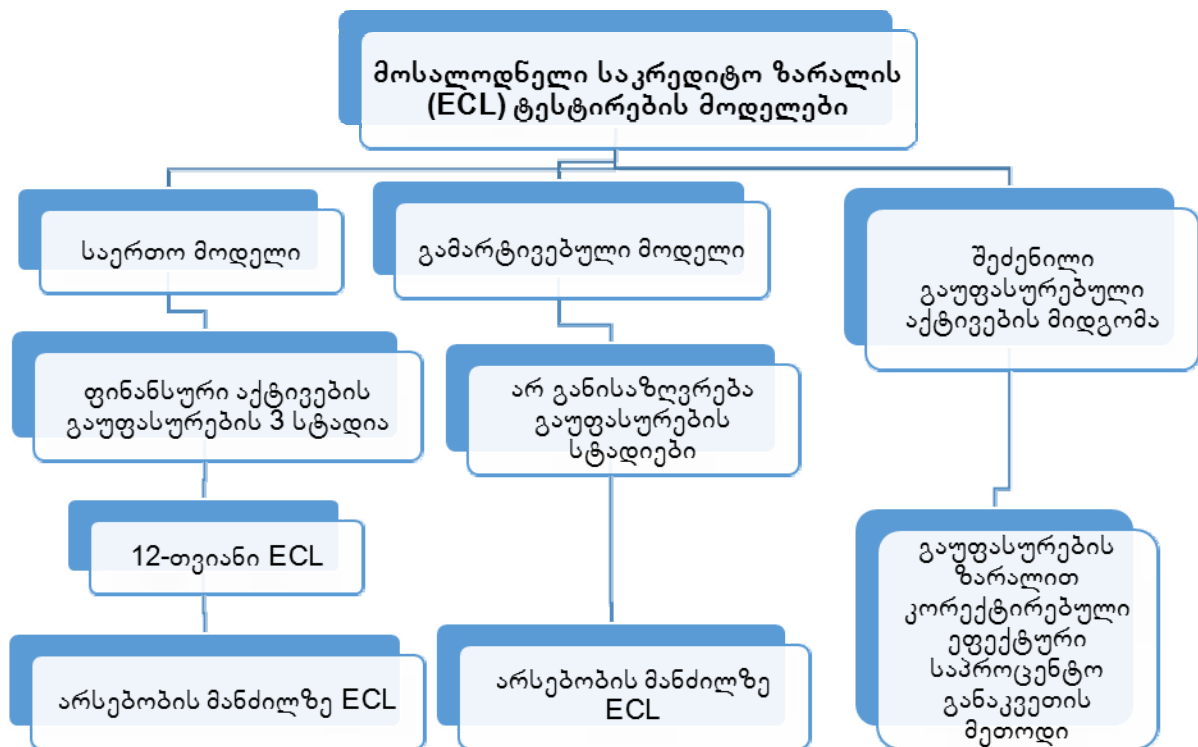 მოსალოდნელი საკრედიტო ზარალის
(ECL) ტესტირების მოდელები
საერთო მოდელი
გამარტივებული მოდელი
შეძენილი
გაუფასურებული
აქტივების მიდგომა
ფინანსური აქტივების
გაუფასურების 3 სტადია
არ განისაზღვრება
გაუფასურების
სტადიები
12-თვიანი ECL
არსებობის მანძილზე ECL
არსებობის მანძილზე
ECL
გაუფასურების
ზარალით
კორექტირებული
ეფექტური
საპროცენტო
განაკვეთის
მეთოდი